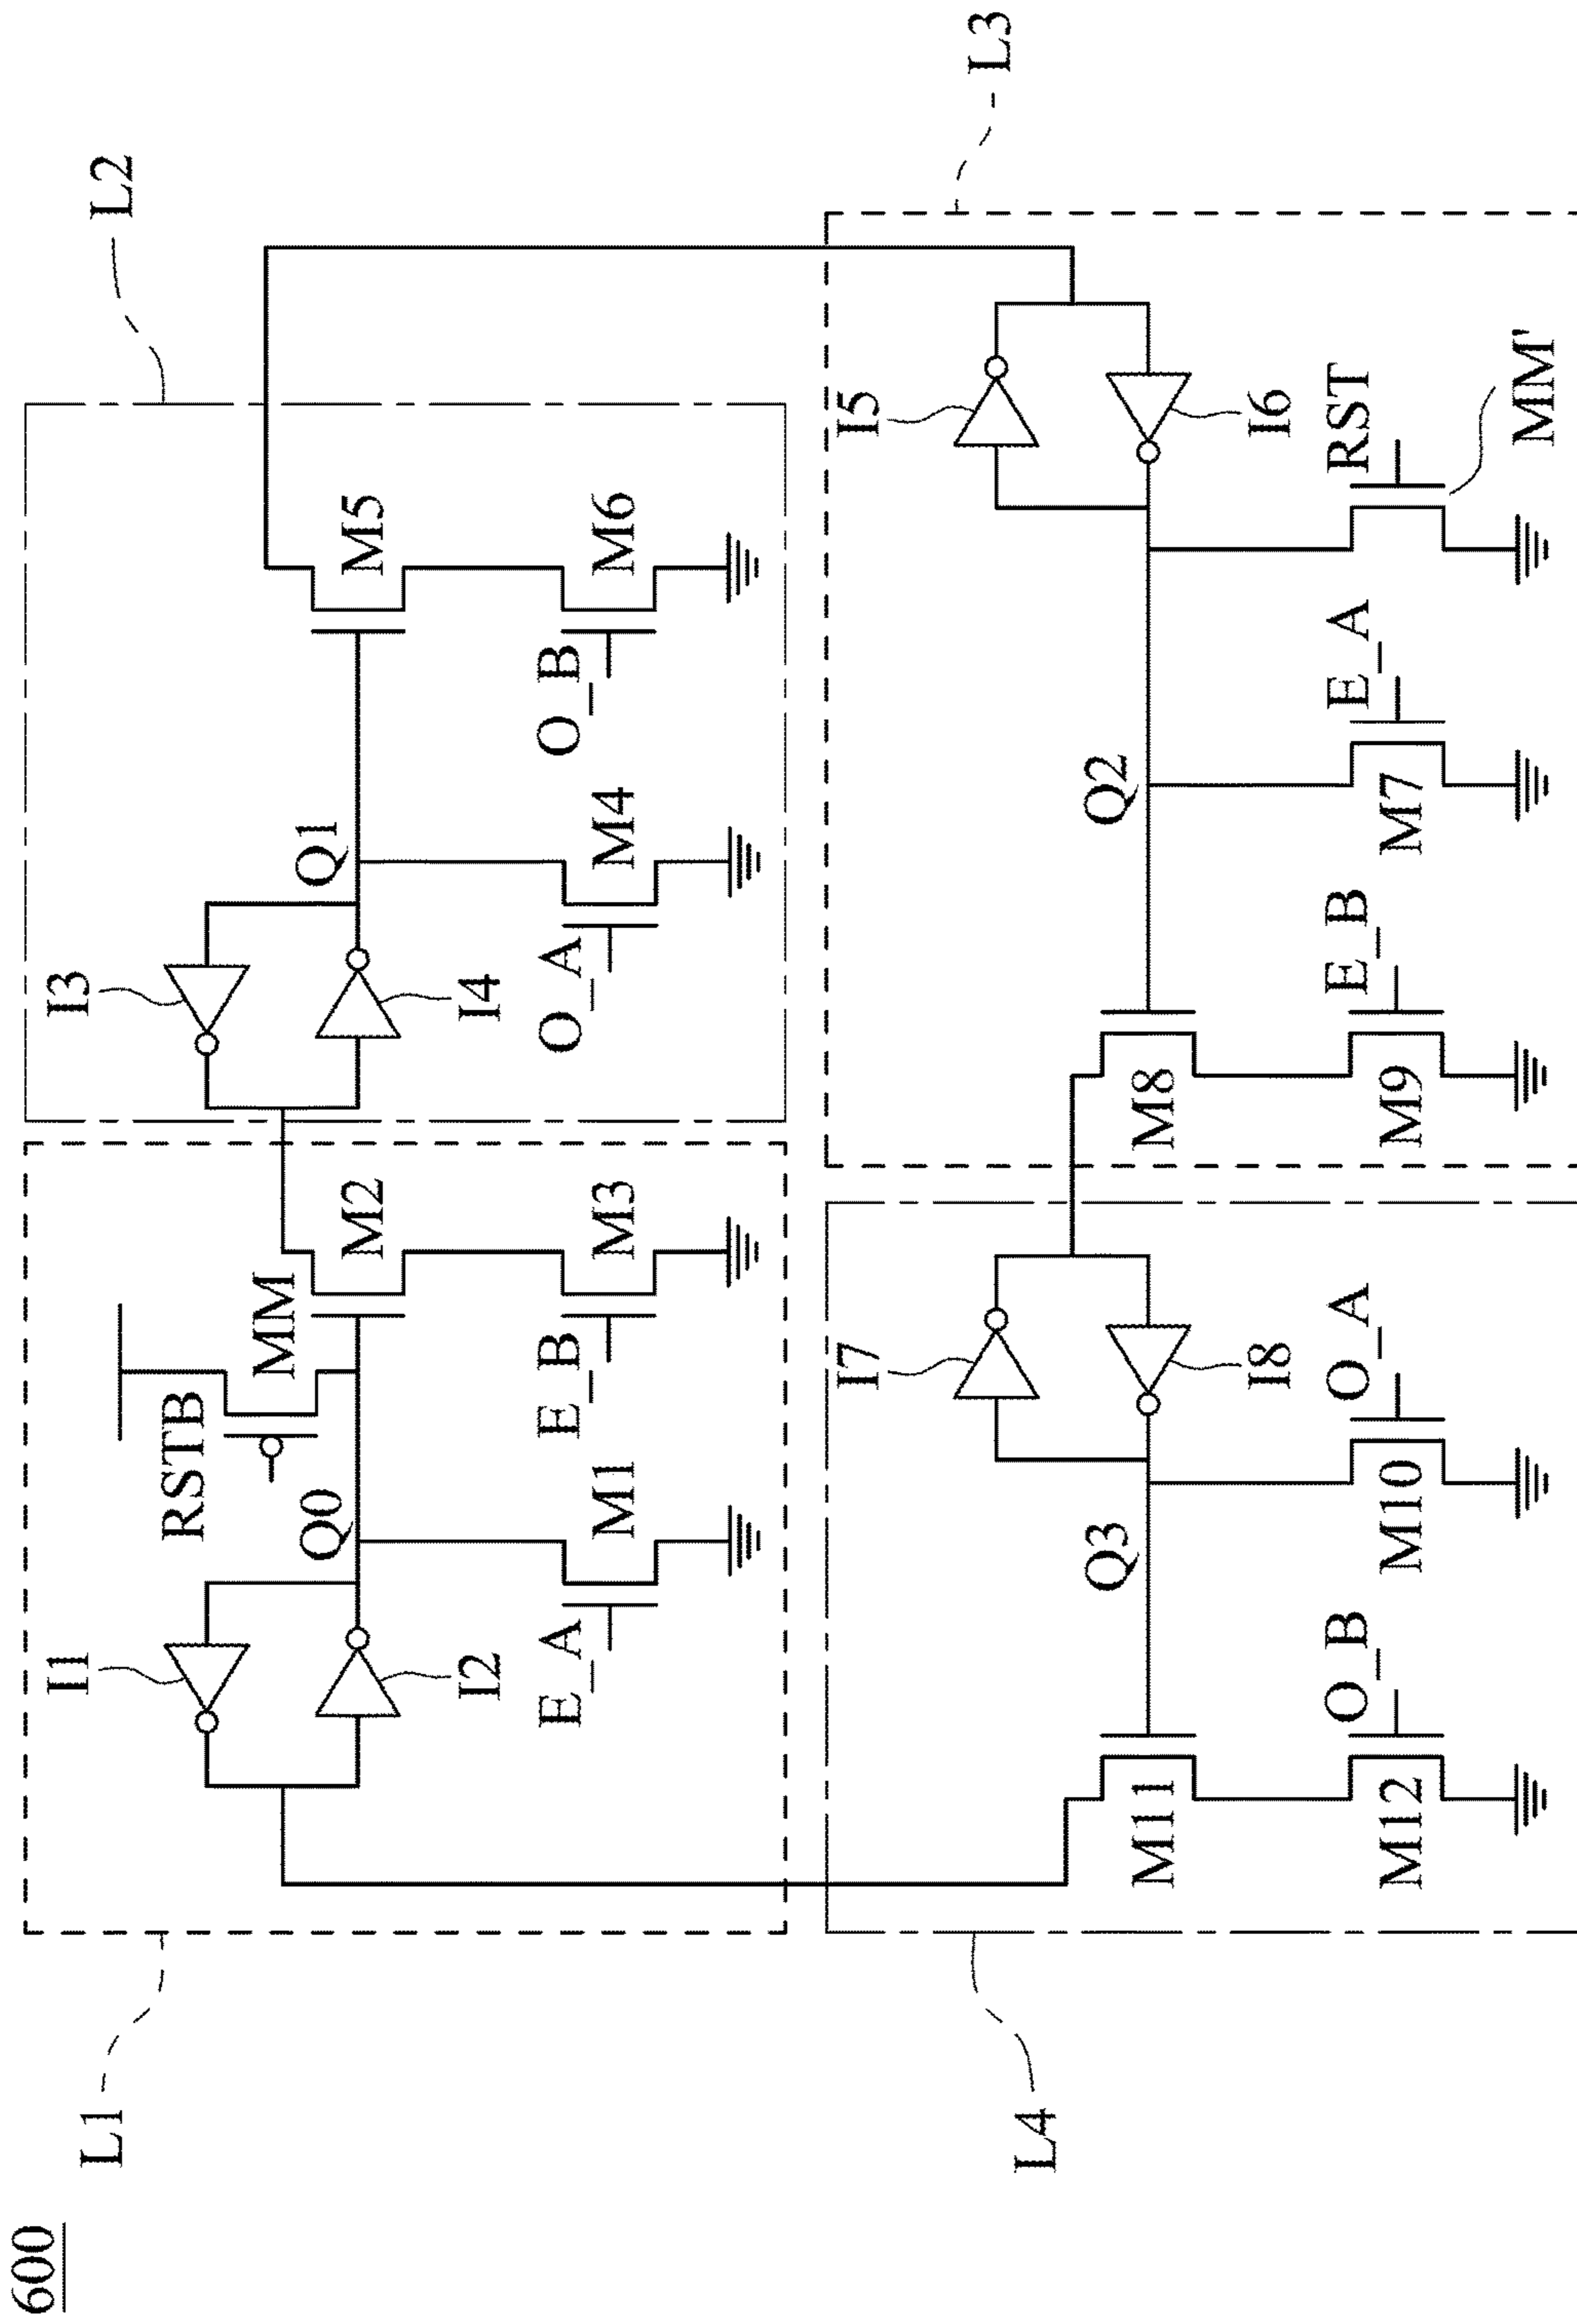 600
L1
L2
I1
I2
RSTB
MM
Q0
M1
M2
M3
E_A
E_B
I3
I4
Q1
M4
M5
M6
O_A
O_B
L4
L3
I7
I8
Q3
M11
M10
M12
O_B
O_A
I5
I6
Q2
M8
M9
M7
E_B
E_A
RST
MM'